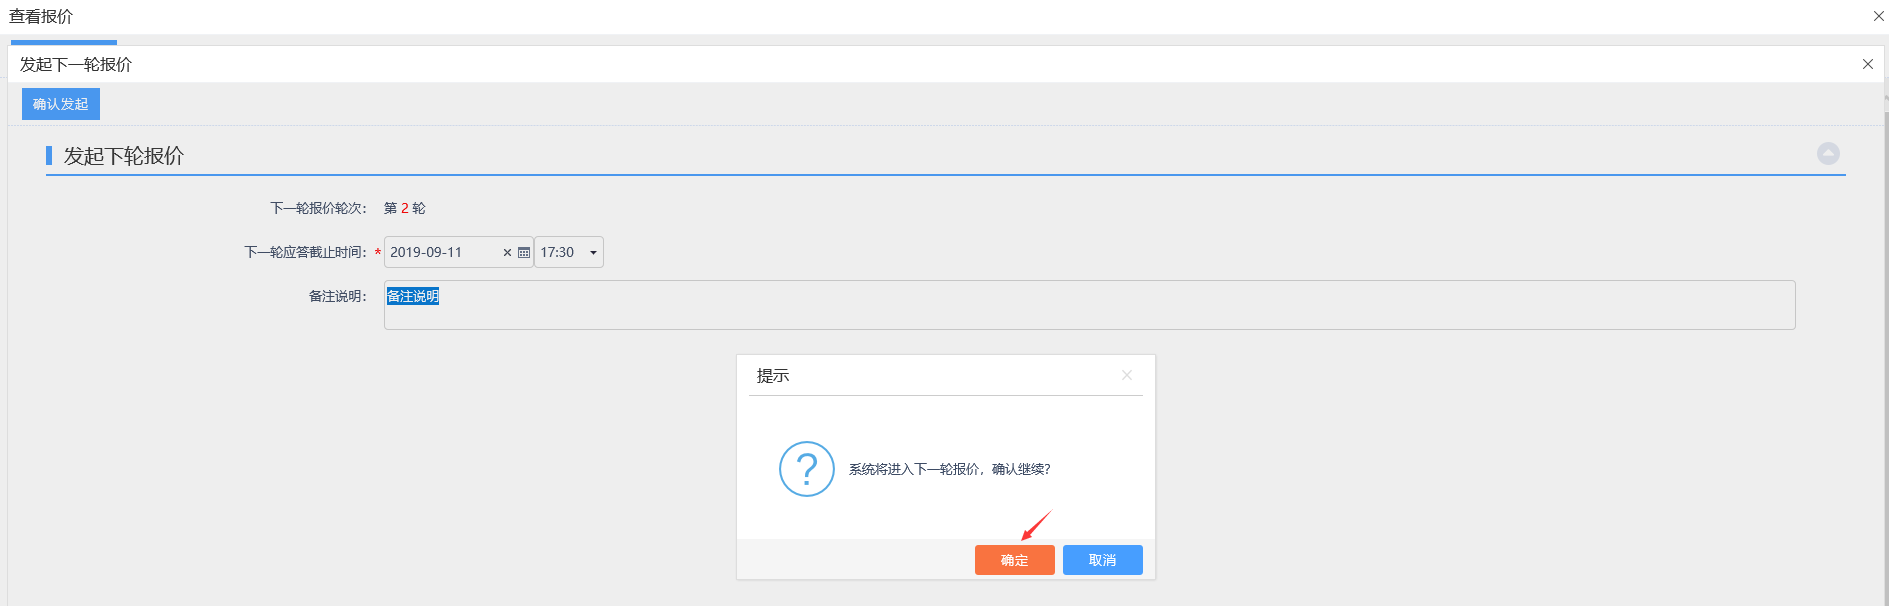 查看报价
发起下一轮报价
确认发起
发起下轮报价
下一轮报价轮次： 第 2 轮
下一轮应答截止时间： * 2019-09-11 17:30
备注说明： 备注说明
提示
系统将进入下一轮报价，确认继续?
确定 取消